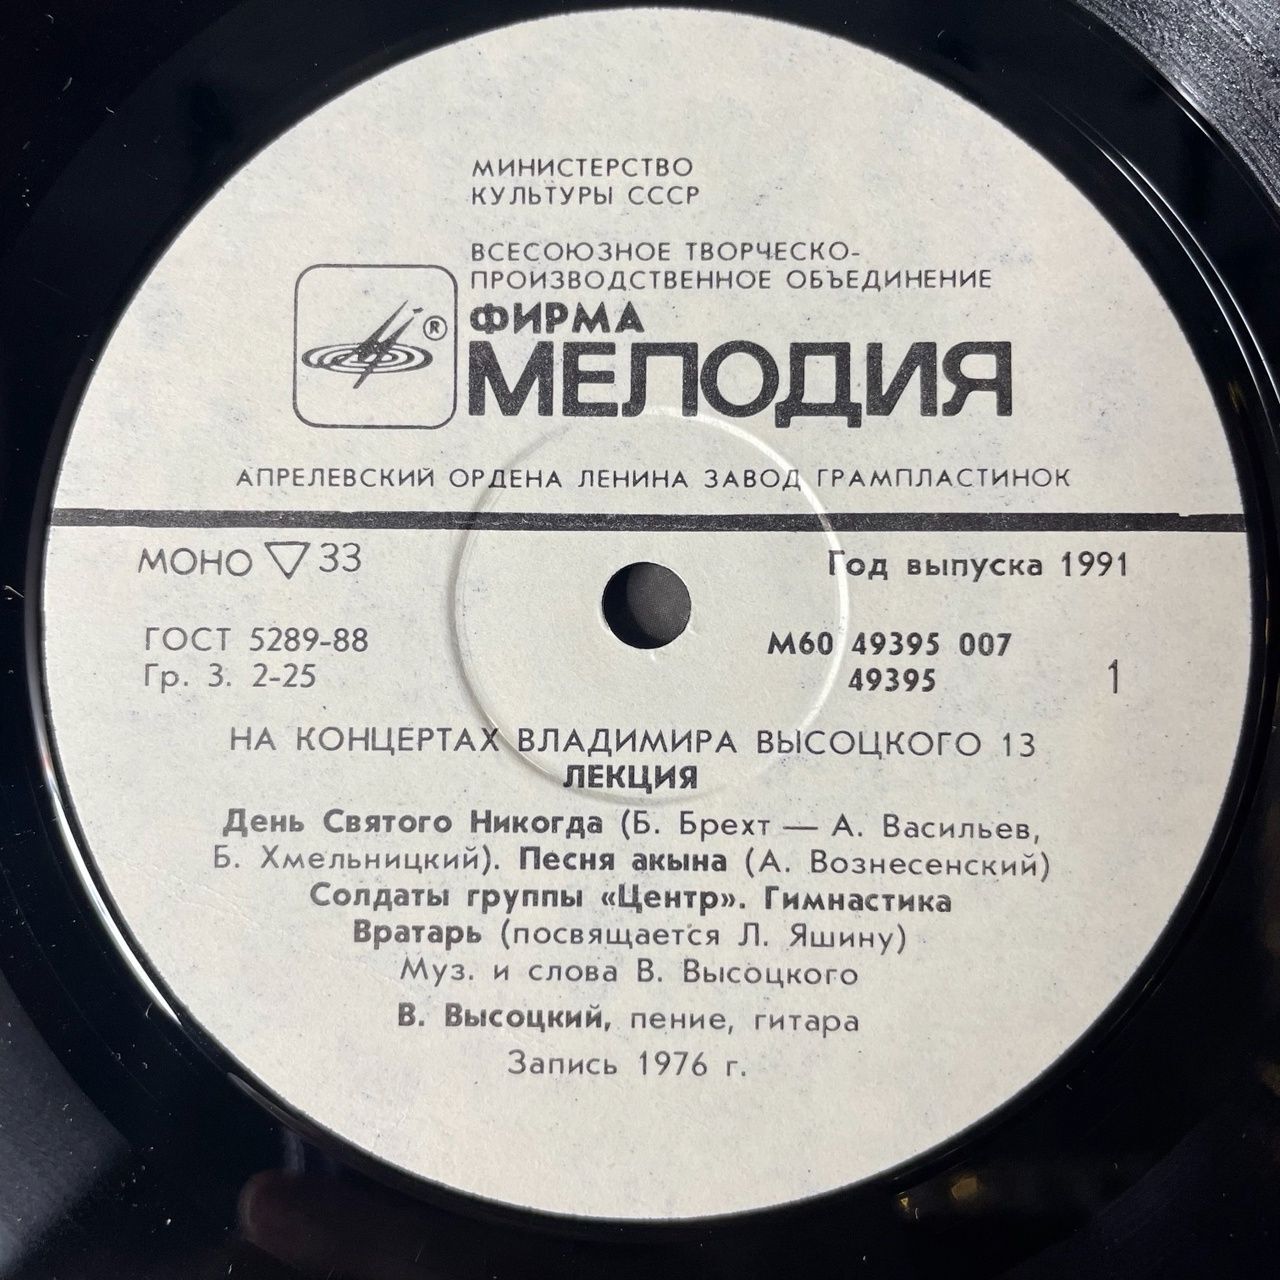 МИНИСТЕРСТВО
КУЛЬТУРЫ СССР
ВСЕСОЮЗНОЕ ТВОРЧЕСКО-
ПРОИЗВОДСТВЕННОЕ ОБЪЕДИНЕНИЕ
ФИРМА
®
МЕЛОДИЯ
АПРЕЛЕВСКИЙ ОРДЕНА ЛЕНИНА ЗАВОД ГРАМПЛАСТИНОК
МОНО ▽ 33
Год выпуска 1991
ГОСТ 5289-88
Гр. 3. 2-25
М60 49395 007
49395
1
НА КОНЦЕРТАХ ВЛАДИМИРА ВЫСОЦКОГО 13
ЛЕКЦИЯ
День Святого Никогда (Б. Брехт — А. Васильев,
Б. Хмельницкий). Песня акына (А. Вознесенский)
Солдаты группы «Центр». Гимнастика
Вратарь (посвящается Л. Яшину)
Муз. и слова В. Высоцкого
В. Высоцкий, пение, гитара
Запись 1976 г.